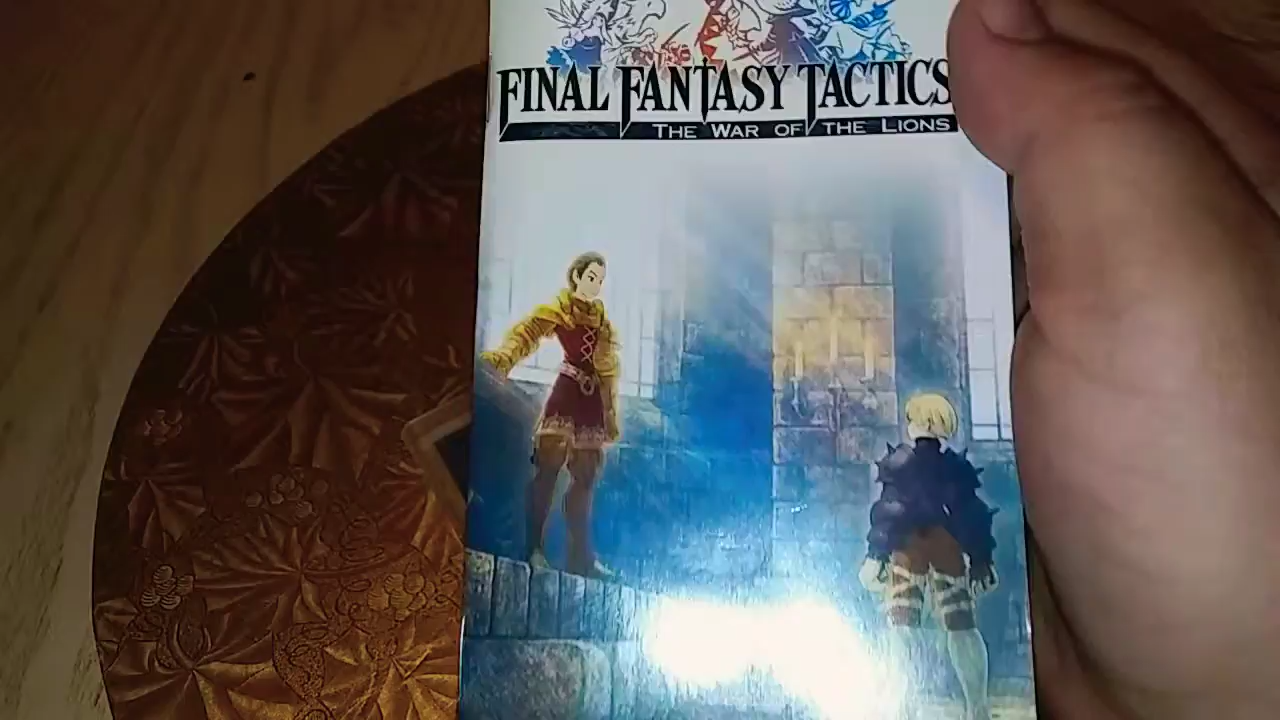 FINAL FANTASY TACTICS
THE WAR OF THE LIONS